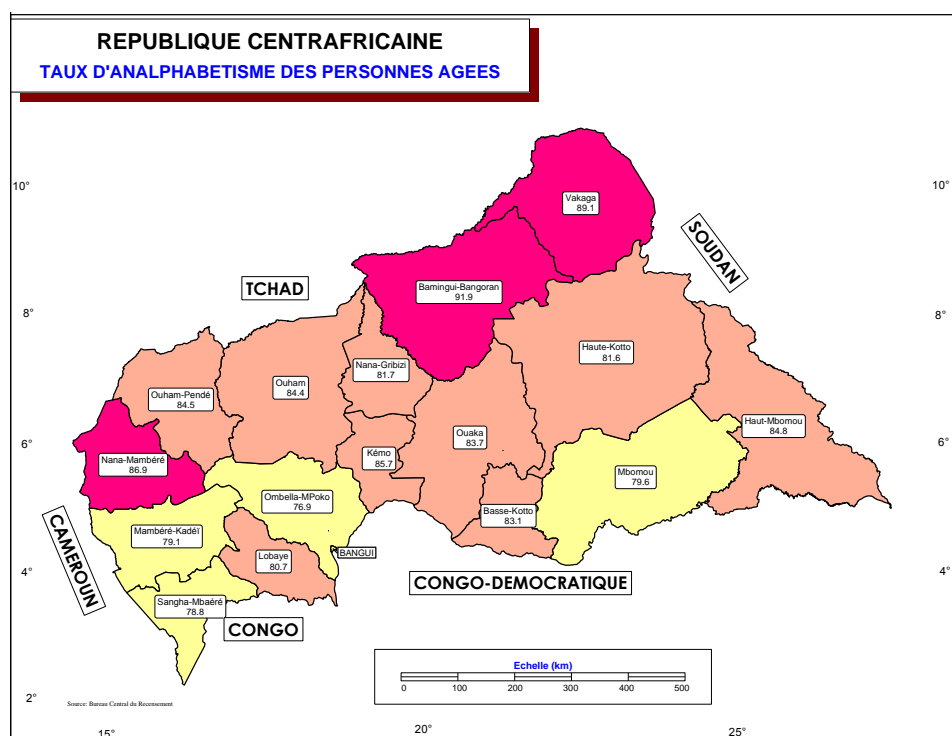 REPUBLIQUE CENTRAFRICAINE
TAUX D'ANALPHABETISME DES PERSONNES AGEES
10°
10°
Vakaga
89.1
SOUDAN
TCHAD
Bamingui-Bangoran
91.9
8°
8°
Haute-Kotto
81.6
Nana-Gribizi
81.7
Ouham
84.4
Ouham-Pendé
84.5
Haut-Mbomou
84.8
Ouaka
83.7
6°
6°
Kémo
85.7
Nana-Mambéré
86.9
Mbomou
79.6
Ombella-MPoko
76.9
Basse-Kotto
83.1
Mambéré-Kadéï
79.1
CAMEROUN
Lobaye
80.7
BANGUI
4°
4°
CONGO-DEMOCRATIQUE
Sangha-Mbaéré
78.8
CONGO
Echelle (km)
0 100 200 300 400 500
2°
Source: Bureau Central du Recensement
15° 20° 25°